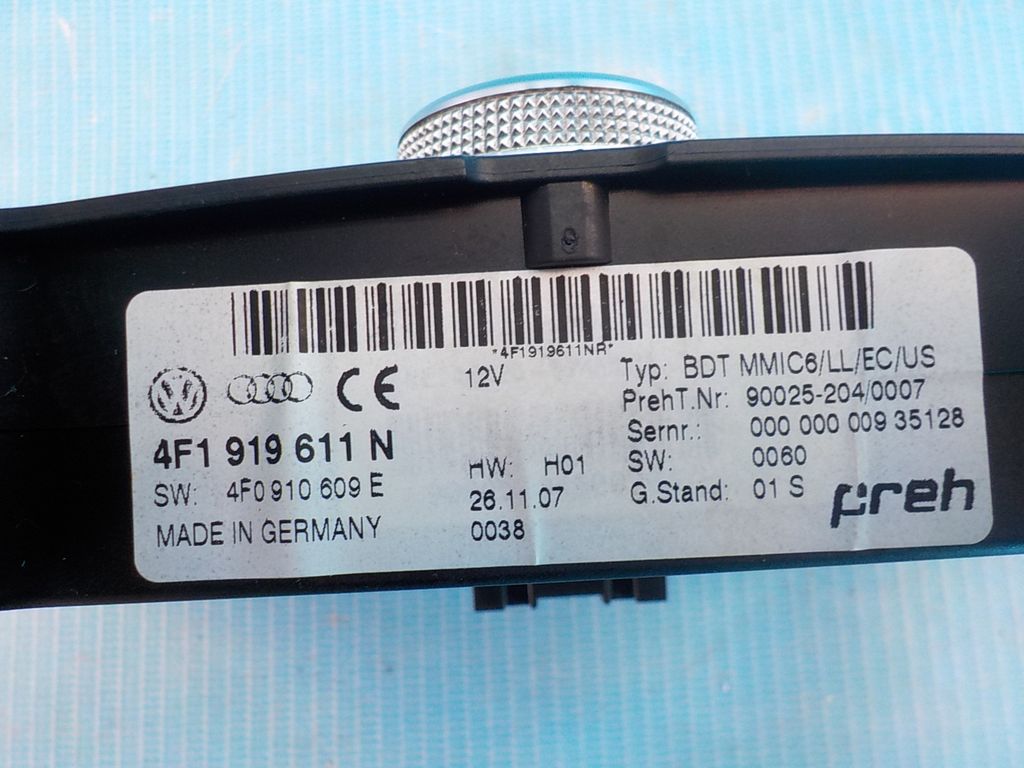 *4F1919611NR*
CE
12V
Typ: BDT MMIC6/LL/EC/US
PrehT.Nr: 90025-204/0007
4F1 919 611 N
Sernr.: 000 000 009 35128
HW: H01
SW: 0060
SW: 4F0 910 609 E
26.11.07
G.Stand: 01 S
preh
MADE IN GERMANY
0038